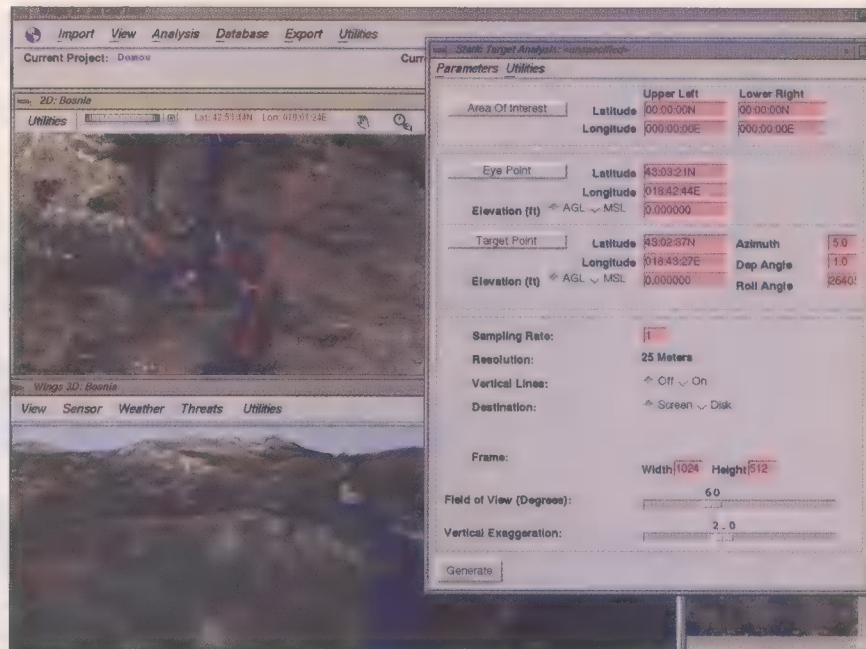 Import View Analysis Database Export Utilities
Current Project:
Static Target Analysis: <unspecified>
Parameters Utilities
2D: Bosnia
Utilities
Upper Left Lower Right
Area Of Interest Latitude 00:00:00N 00:00:00N
Longitude 000:00:00E 000:00:00E
Eye Point Latitude 43:03:21N
Longitude 018:42:44E
Elevation (ft) AGL MSL 0.000000
Target Point Latitude 43:02:37N Azimuth 5.0
Longitude 018:43:27E Dep Angle 1.0
Elevation (ft) AGL MSL 0.000000 Roll Angle
Sampling Rate: 1
Resolution: 25 Meters
Vertical Lines: Off On
Destination: Screen Disk
Frame:
Width 1024 Height 512
Field of View (Degrees): 60
Vertical Exaggeration: 2.0
Generate
Wings 3D: Bosnia
View Sensor Weather Threats Utilities